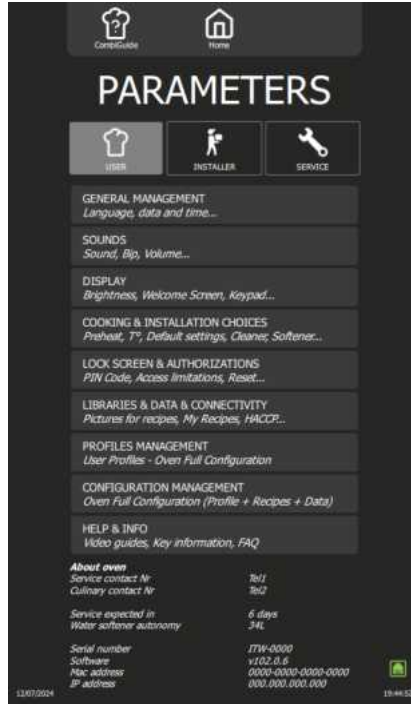 CombiGuide
Home
PARAMETERS
USER
INSTALLER
SERVICE
GENERAL MANAGEMENT
Language, data and time...
SOUNDS
Sound, Bip, Volume...
DISPLAY
Brightness, Welcome Screen, Keypad...
COOKING & INSTALLATION CHOICES
Preheat, T°, Default settings, Cleaner, Softener...
LOCK SCREEN & AUTHORIZATIONS
PIN Code, Access limitations, Reset...
LIBRARIES & DATA & CONNECTIVITY
Pictures for recipes, My Recipes, HACCP...
PROFILES MANAGEMENT
User Profiles - Oven Full Configuration
CONFIGURATION MANAGEMENT
Oven Full Configuration (Profile + Recipes + Data)
HELP & INFO
Video guides, Key information, FAQ
About oven
Service contact Nr Tel1
Culinary contact Nr Tel2
Service expected in 6 days
Water softener autonomy 34L
Serial number ITW-0000
Software v102.0.6
Mac address 0000-0000-0000-0000
IP address 000.000.000.000
12/07/2024
19:44:52